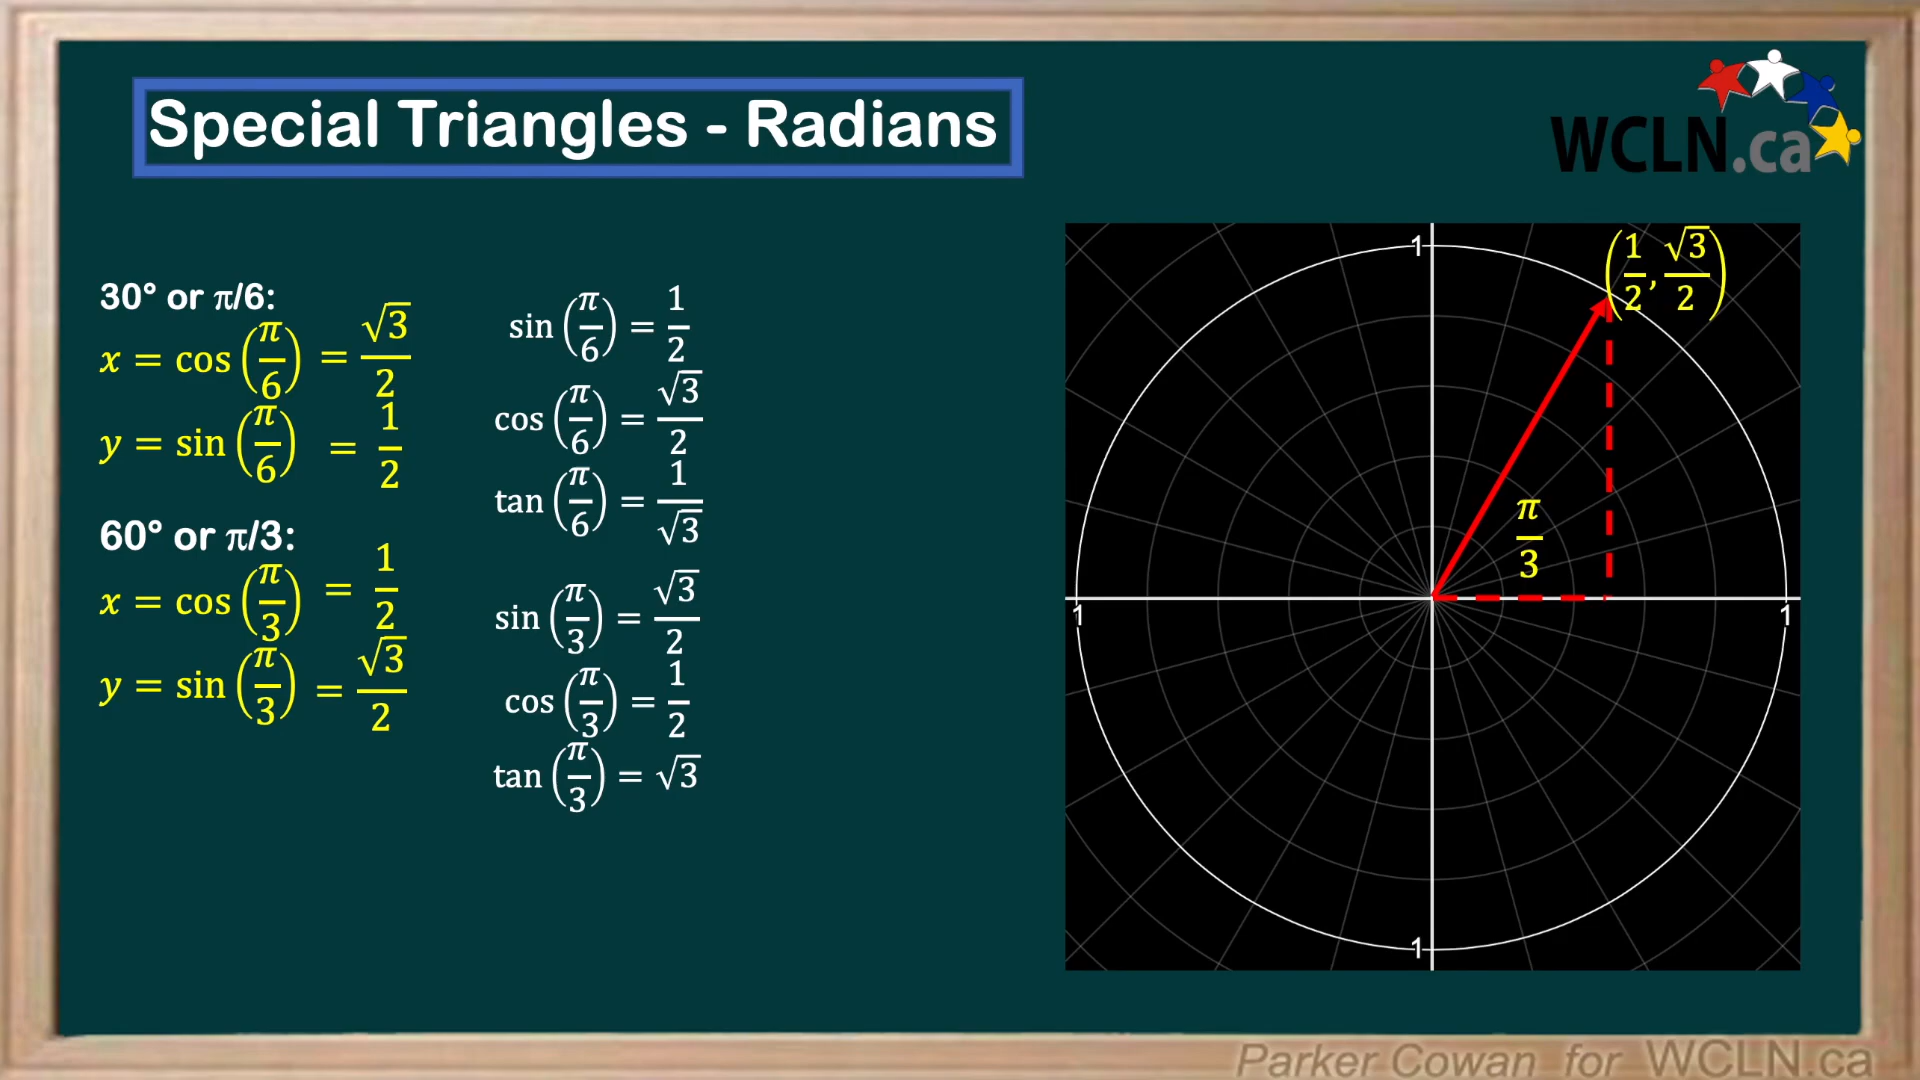 Special Triangles - Radians
WCLN.ca
30° or π/6:
x = cos(π/6) = √3/2
y = sin(π/6) = 1/2
60° or π/3:
x = cos(π/3) = 1/2
y = sin(π/3) = √3/2
sin(π/6) = 1/2
cos(π/6) = √3/2
tan(π/6) = 1/√3
sin(π/3) = √3/2
cos(π/3) = 1/2
tan(π/3) = √3
1
(1/2, √3/2)
π/3
1
1
1
Parker Cowan for WCLN.ca